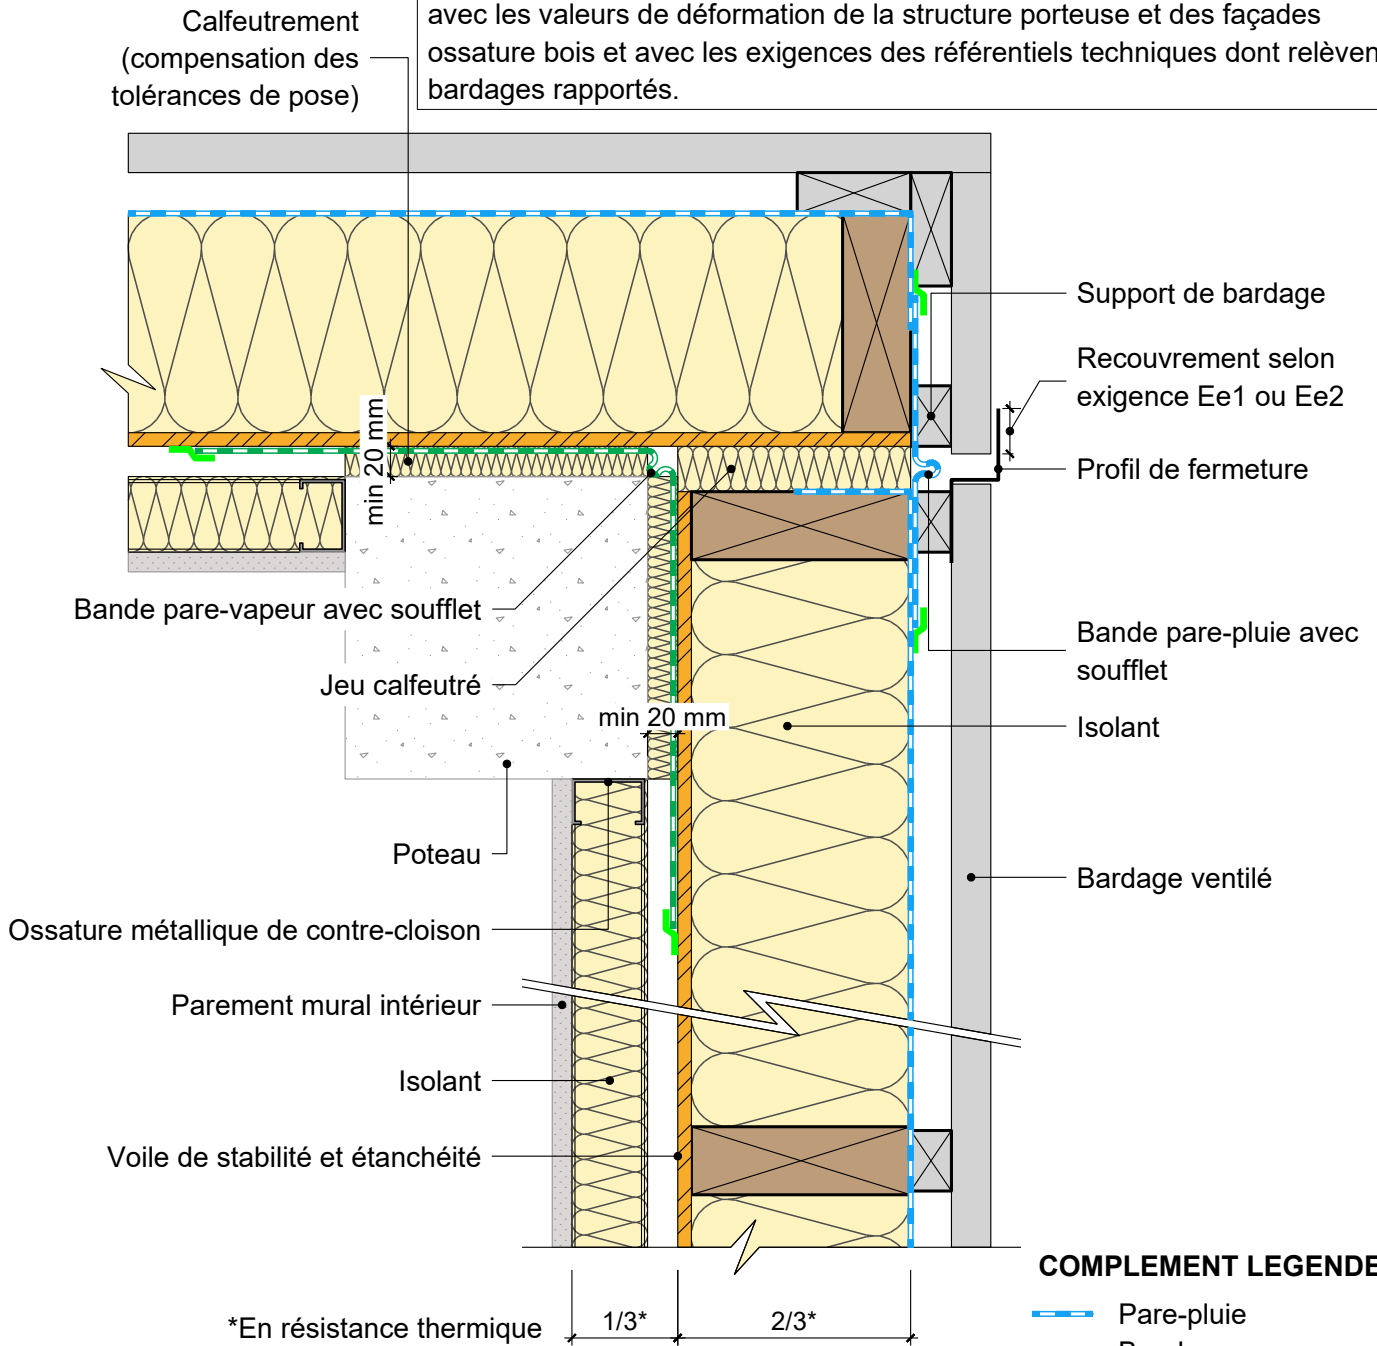 avec les valeurs de déformation de la structure porteuse et des façades
ossature bois et avec les exigences des référentiels techniques dont relèven
bardages rapportés.
Calfeutrement
(compensation des
tolérances de pose)
Support de bardage
Recouvrement selon
exigence Ee1 ou Ee2
Profil de fermeture
min 20 mm
Bande pare-vapeur avec soufflet
Bande pare-pluie avec
soufflet
Jeu calfeutré
min 20 mm
Isolant
Poteau
Bardage ventilé
Ossature métallique de contre-cloison
Parement mural intérieur
Isolant
Voile de stabilité et étanchéité
COMPLEMENT LEGENDE
Pare-pluie
*En résistance thermique
1/3*
2/3*